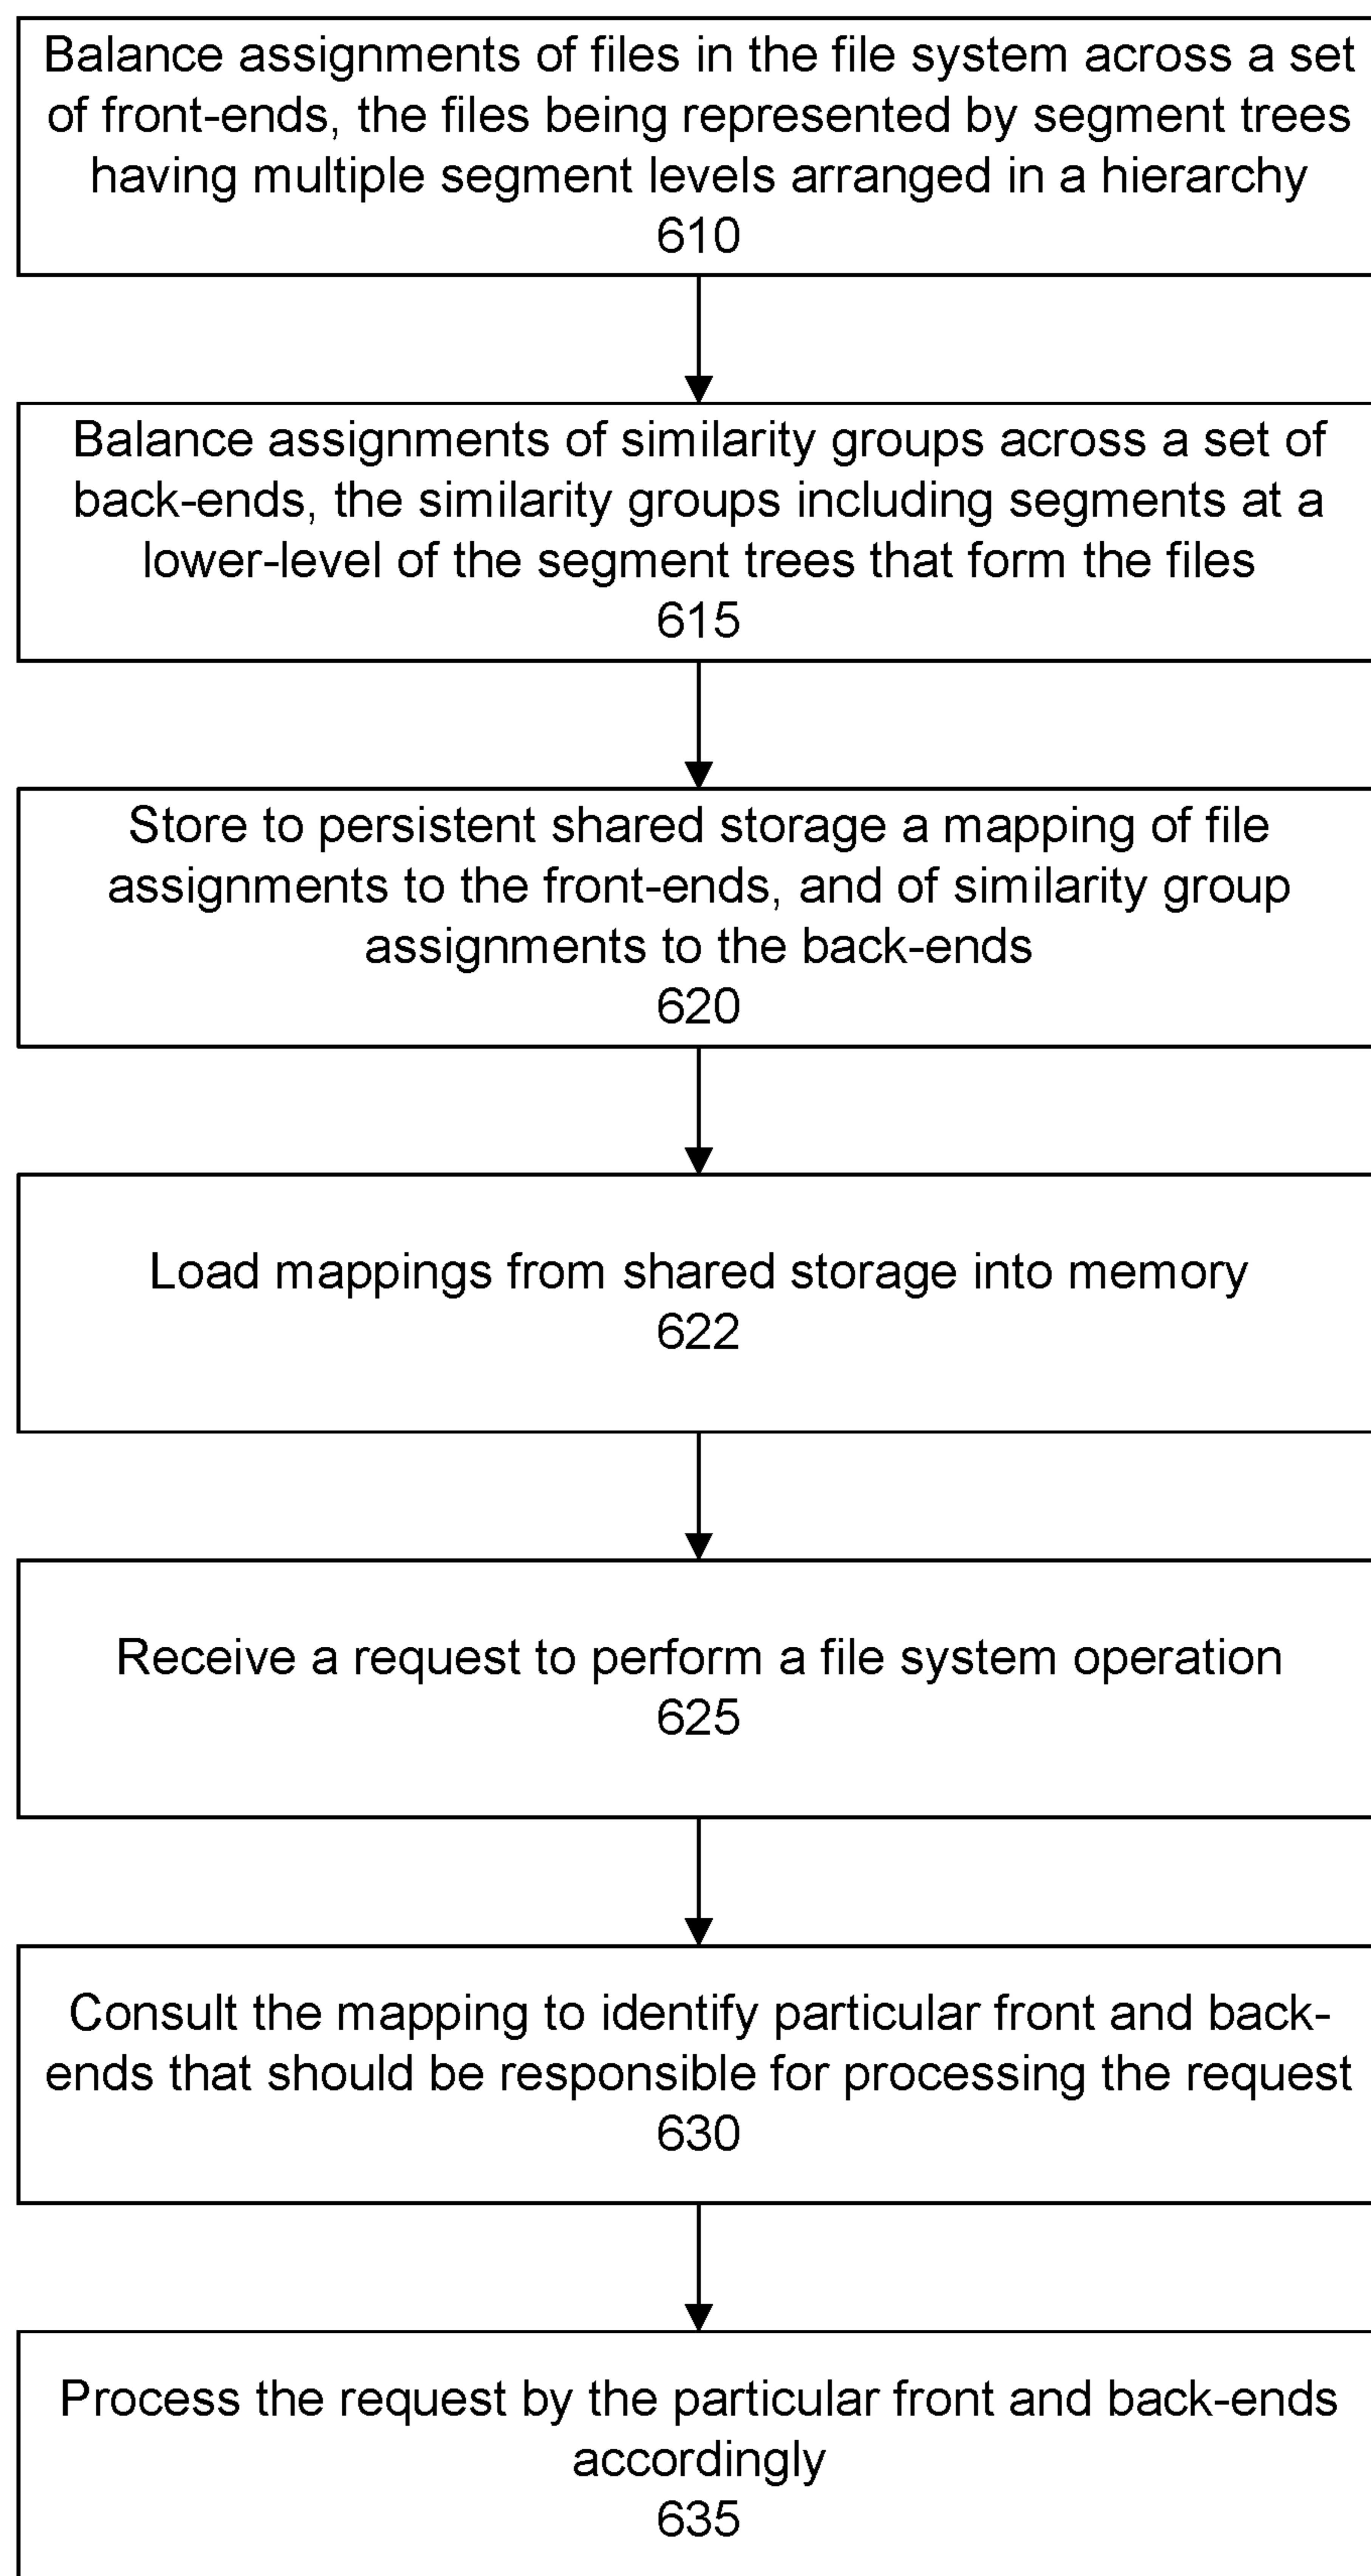 Balance assignments of files in the file system across a set
of front-ends, the files being represented by segment trees
having multiple segment levels arranged in a hierarchy
610
Balance assignments of similarity groups across a set of
back-ends, the similarity groups including segments at a
lower-level of the segment trees that form the files
615
Store to persistent shared storage a mapping of file
assignments to the front-ends, and of similarity group
assignments to the back-ends
620
Load mappings from shared storage into memory
622
Receive a request to perform a file system operation
625
Consult the mapping to identify particular front and back-
ends that should be responsible for processing the request
630
Process the request by the particular front and back-ends
accordingly
635